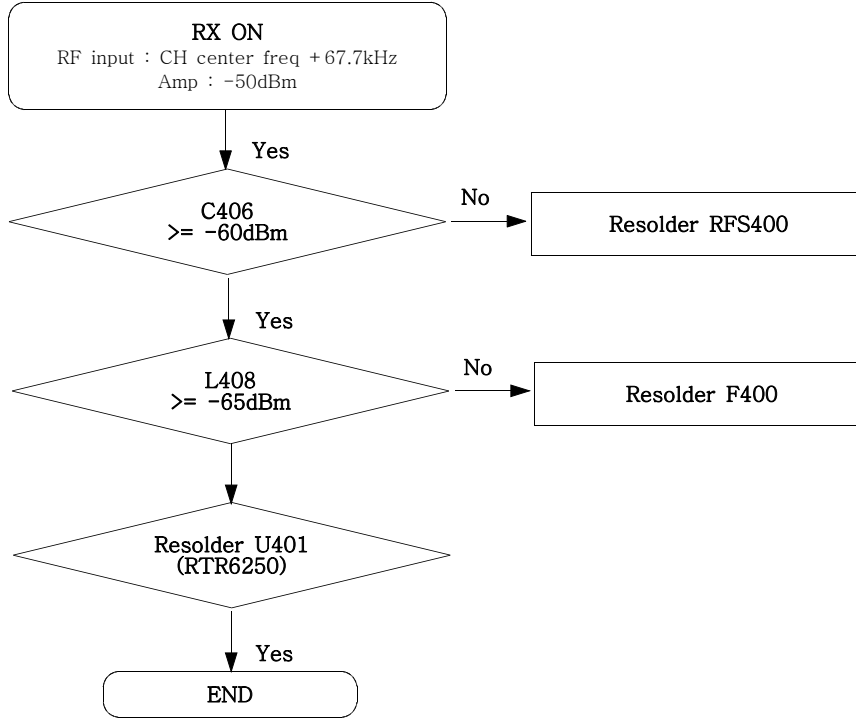 RX ON
RF input : CH center freq +67.7kHz
Amp : -50dBm
Yes
C406
>= -60dBm
No
Resolder RFS400
Yes
L408
>= -65dBm
No
Resolder F400
Resolder U401
(RTR6250)
Yes
END